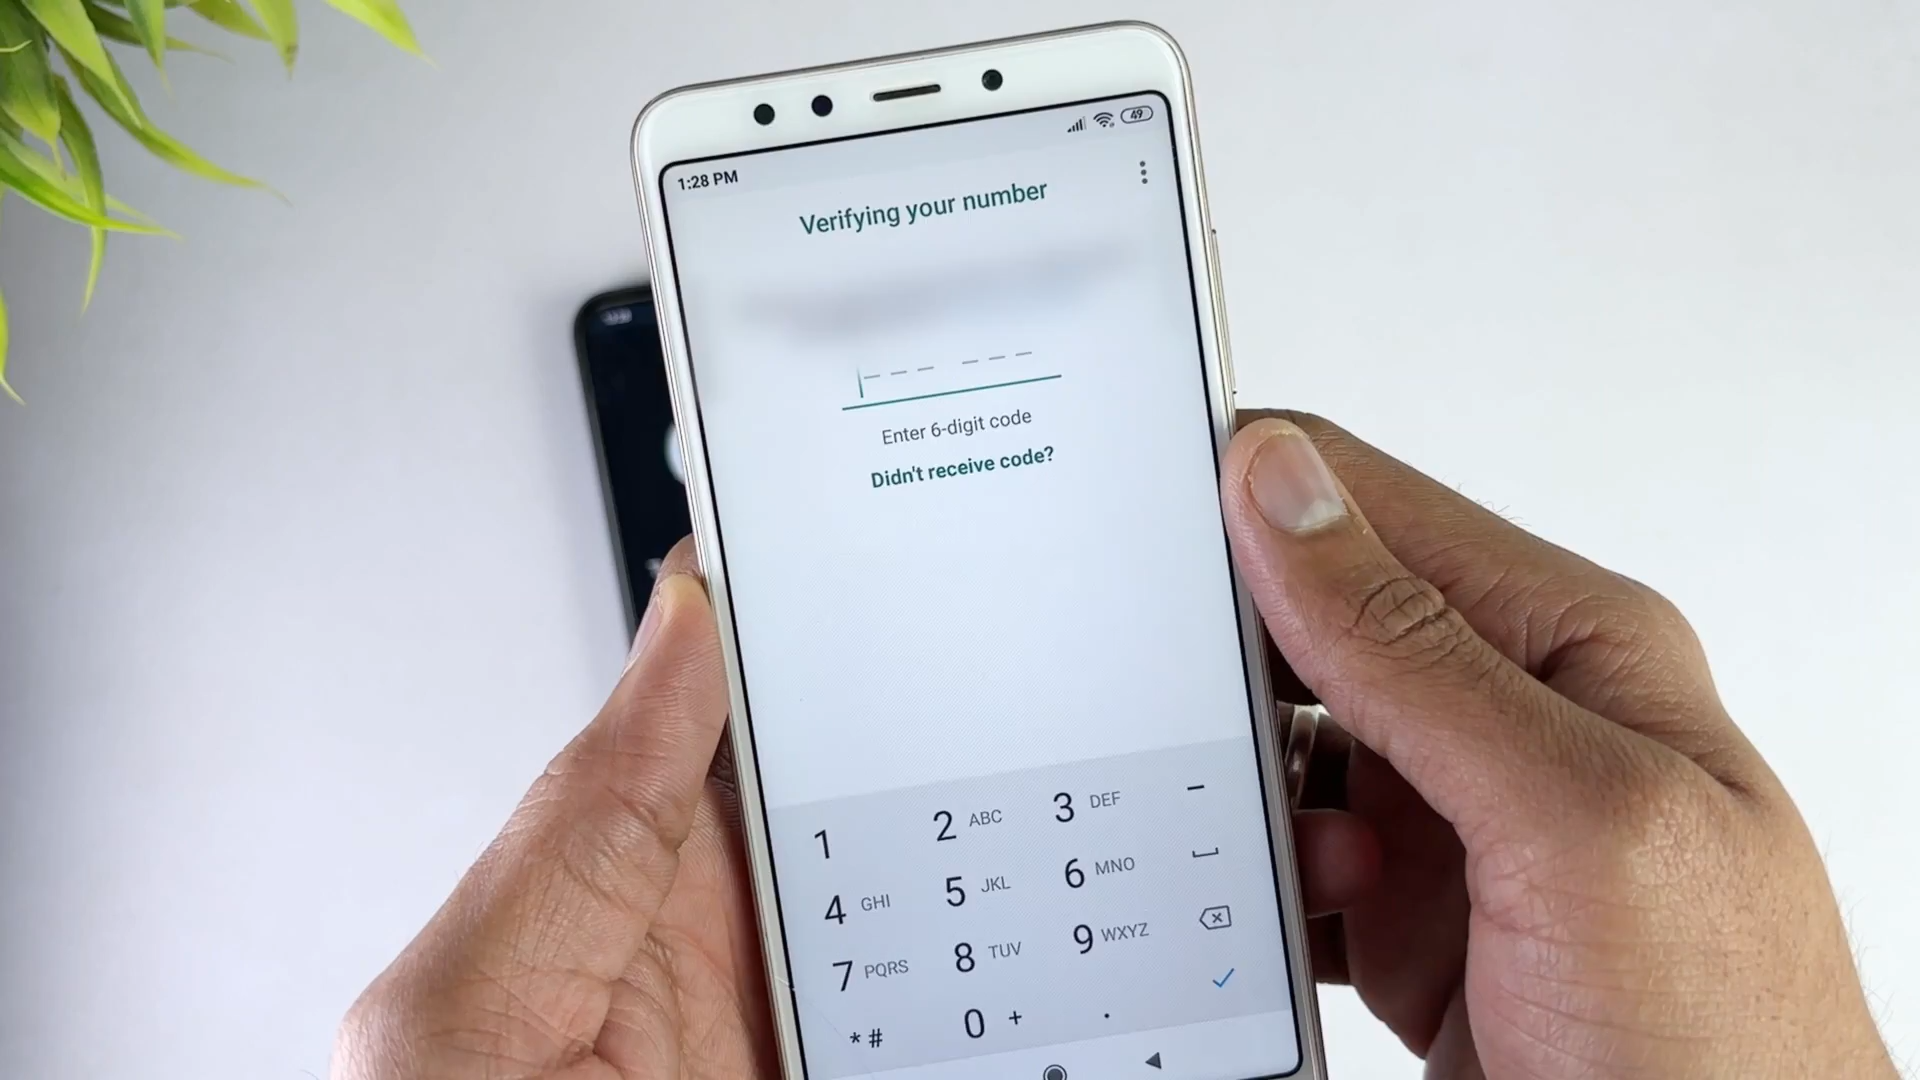 1:28 PM
49
Verifying your number
Enter 6-digit code
Didn't receive code?
1
2 ABC
3 DEF
-
4 GHI
5 JKL
6 MNO
7 PQRS
8 TUV
9 WXYZ
* #
0 +
.